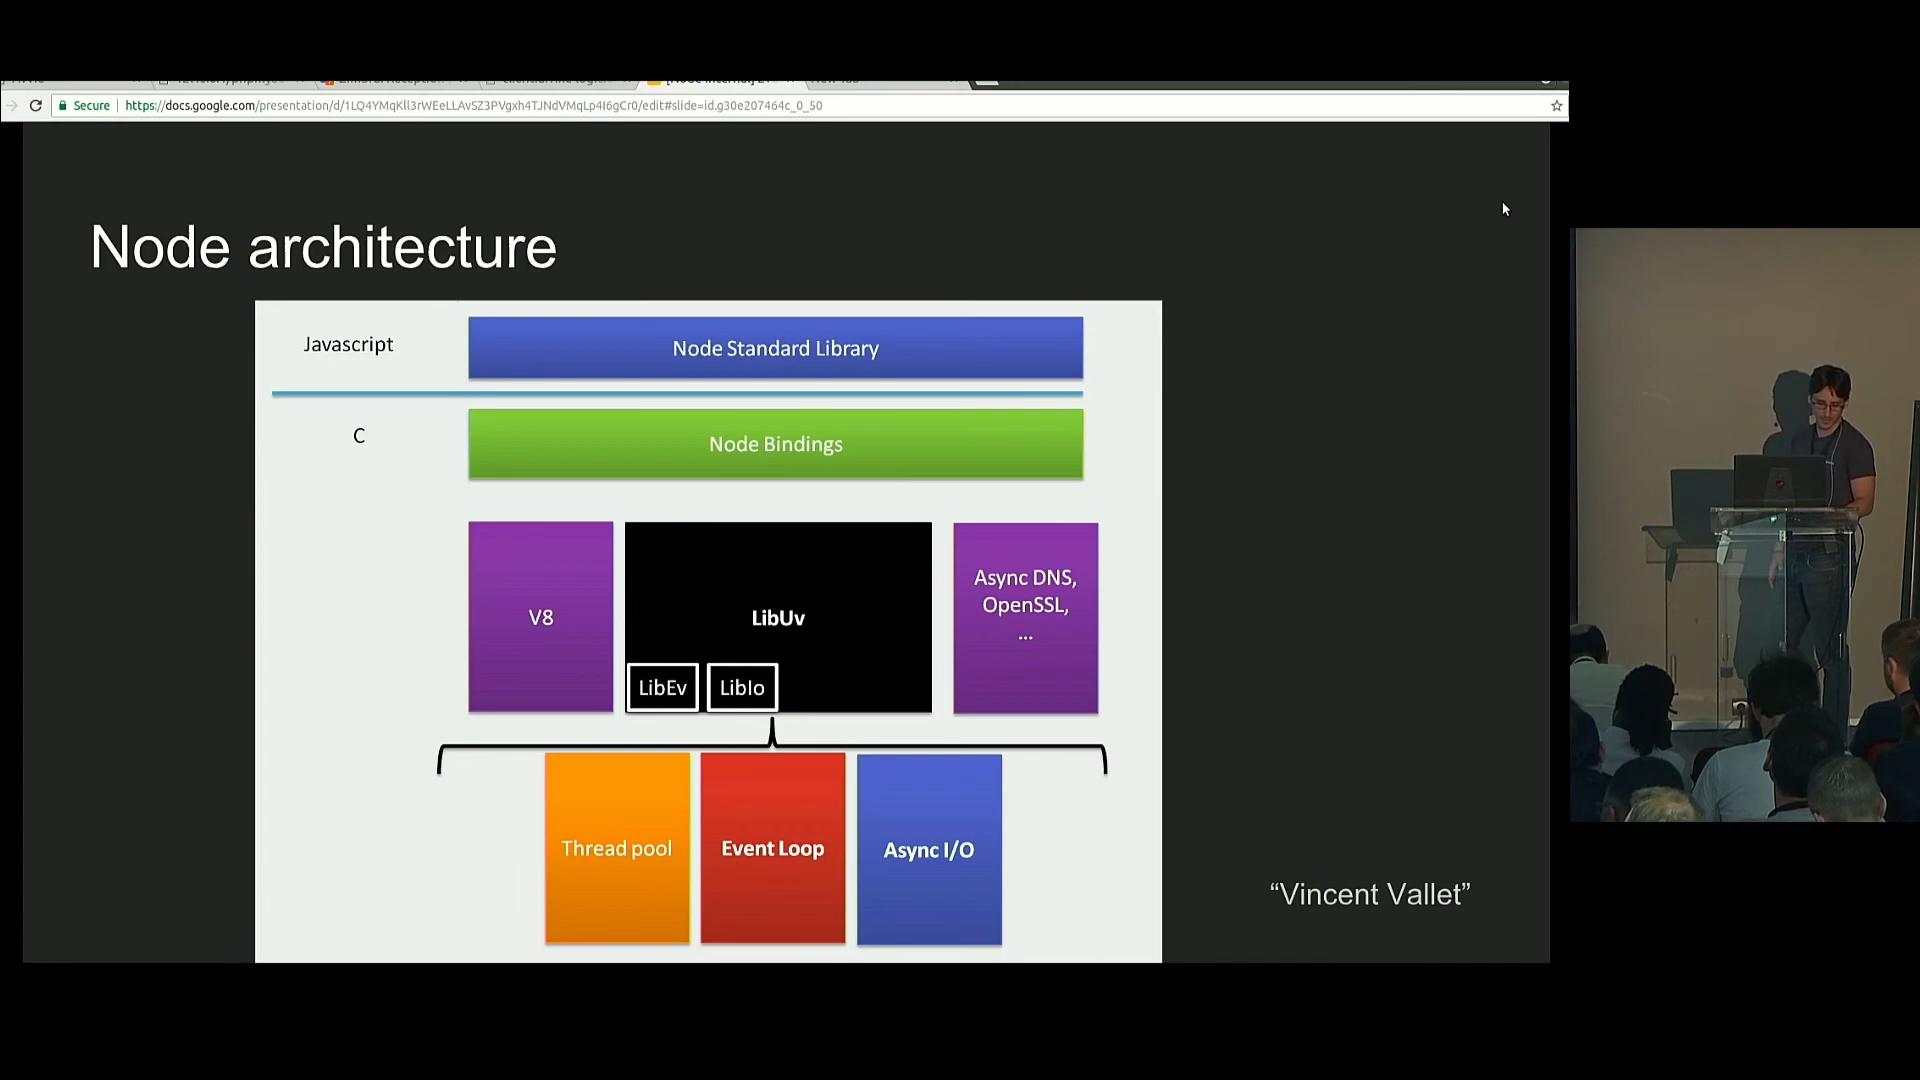 Secure
https://docs.google.com/presentation/d/1LQ4YMqKll3rWEeLLAvSZ3PVgxh4TJNdVMqLp4I6gCr0/edit#slide=id.g30e207464c_0_50
Node architecture
Javascript
Node Standard Library
C
Node Bindings
V8
LibUv
Async DNS,
OpenSSL,
...
LibEv
LibIo
Thread pool
Event Loop
Async I/O
“Vincent Vallet”